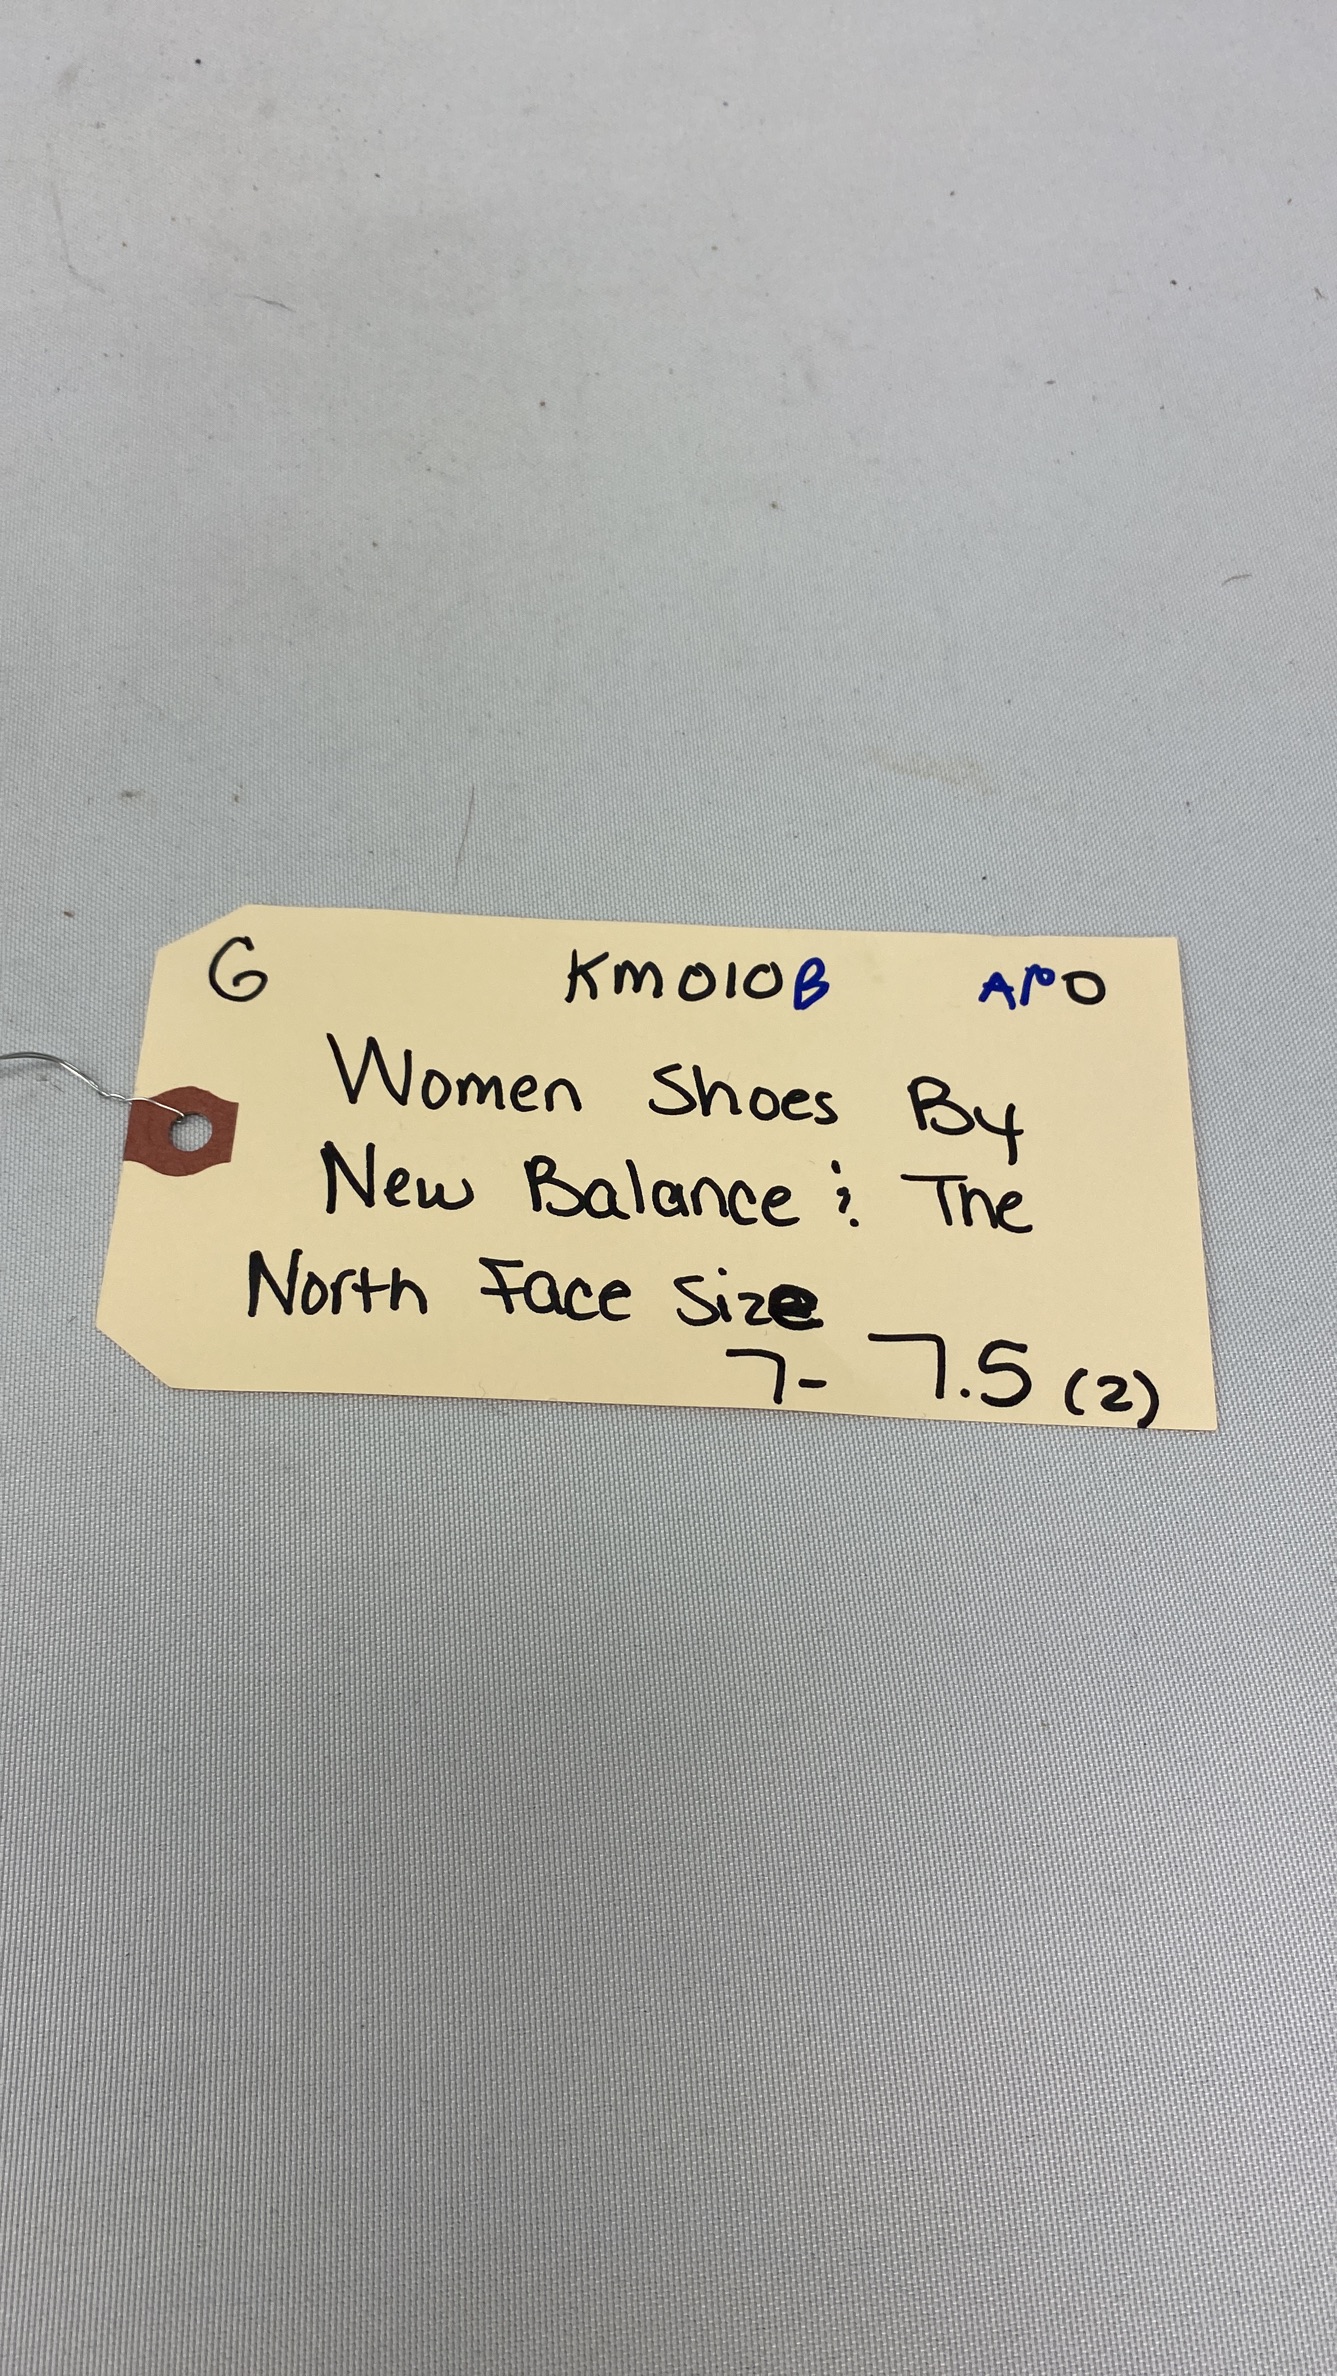 G KM010B APO
Women Shoes By
New Balance & The
North Face Size
7- 7.5 (2)